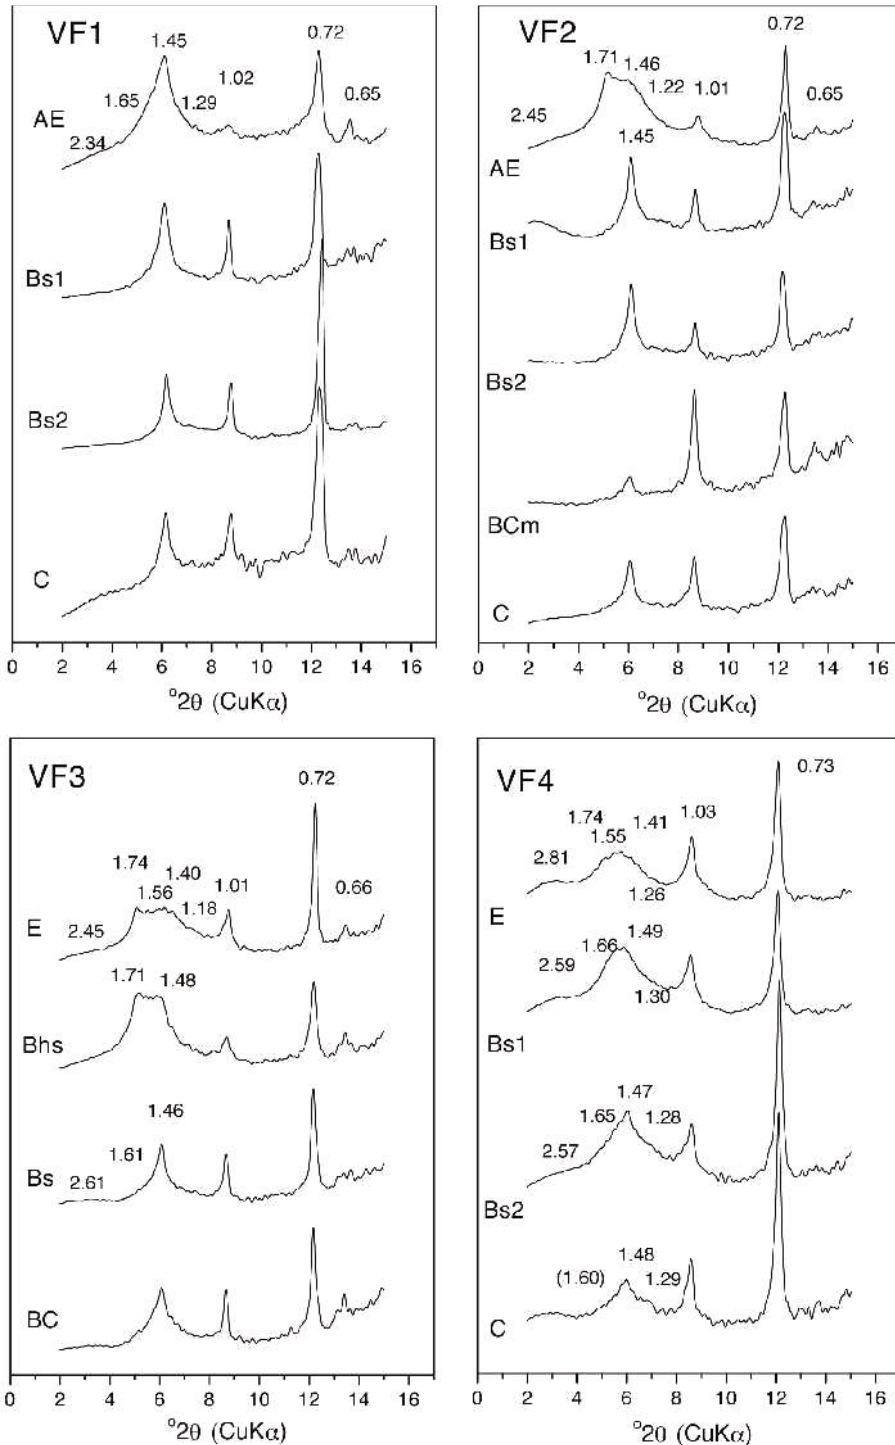 VF1
1.45
0.72
1.02
1.65
1.29
0.65
AE
2.34
Bs1
Bs2
C
0 2 4 6 8 10 12 14 16
°2θ (CuKα)
VF2
0.72
1.71 1.46
1.22 1.01
2.45
0.65
1.45
AE
Bs1
Bs2
BCm
C
0 2 4 6 8 10 12 14 16
°2θ (CuKα)
VF3
0.72
1.74 1.40
1.56
1.01
1.18
0.66
E
2.45
1.71 1.48
Bhs
1.46
1.61
Bs
2.61
BC
0 2 4 6 8 10 12 14 16
°2θ (CuKα)
VF4
0.73
1.74 1.41 1.03
1.55
2.81
1.26
E
1.49
1.66
2.59
1.30
Bs1
1.47
1.65 1.28
2.57
Bs2
1.48
(1.60) 1.29
C
0 2 4 6 8 10 12 14 16
°2θ (CuKα)